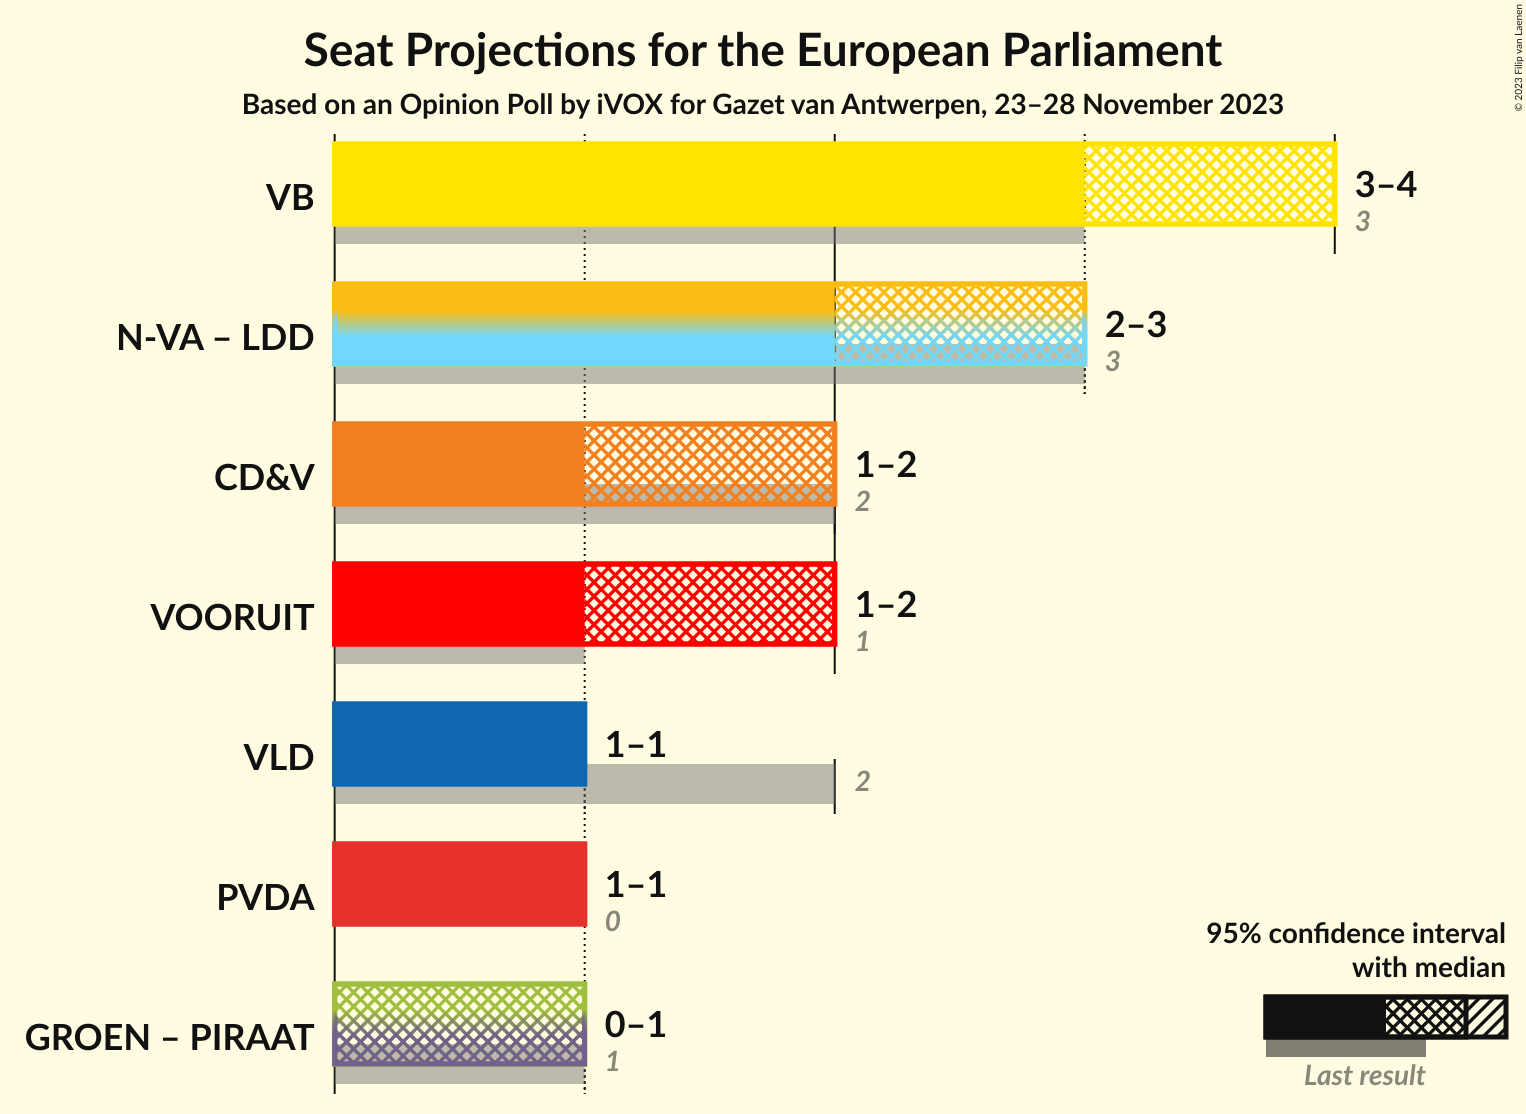 Seat Projections for the European Parliament
Based on an Opinion Poll by iVOX for Gazet van Antwerpen, 23–28 November 2023
© 2023 Filip van Laenen
VB
3–4
3
N-VA – LDD
2–3
3
CD&V
1–2
2
VOORUIT
1–2
1
VLD
1–1
2
PVDA
1–1
0
GROEN – PIRAAT
0–1
1
95% confidence interval
with median
Last result